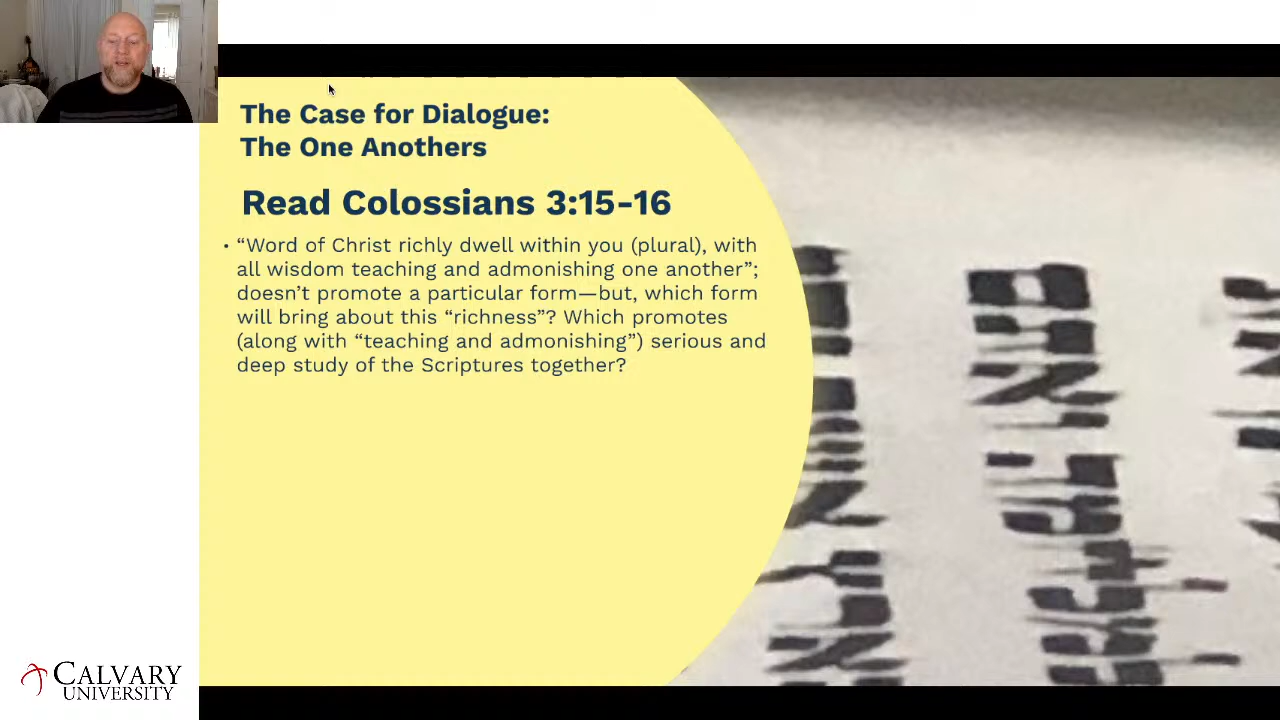 The Case for Dialogue:
The One Anothers
Read Colossians 3:15-16
• “Word of Christ richly dwell within you (plural), with
all wisdom teaching and admonishing one another”;
doesn’t promote a particular form—but, which form
will bring about this “richness”? Which promotes
(along with “teaching and admonishing”) serious and
deep study of the Scriptures together?
CALVARY
UNIVERSITY